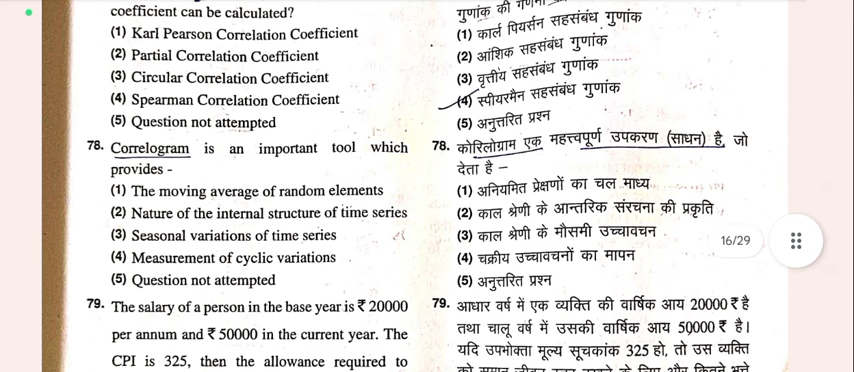 coefficient can be calculated?
(1) Karl Pearson Correlation Coefficient
(2) Partial Correlation Coefficient
(3) Circular Correlation Coefficient
(4) Spearman Correlation Coefficient
(5) Question not attempted
78. Correlogram is an important tool which
provides -
(1) The moving average of random elements
(2) Nature of the internal structure of time series
(3) Seasonal variations of time series
(4) Measurement of cyclic variations
(5) Question not attempted
79. The salary of a person in the base year is ₹ 20000
per annum and ₹ 50000 in the current year. The
CPI is 325, then the allowance required to
गुणांक की
(1) कार्ल पियर्सन सहसंबंध गुणांक
(2) आंशिक सहसंबंध गुणांक
(3) वृत्तीय सहसंबंध गुणांक
(4) स्पीयरमैन सहसंबंध गुणांक
(5) अनुत्तरित प्रश्न
78. कोरिलोग्राम एक महत्त्वपूर्ण उपकरण (साधन) है, जो
देता है –
(1) अनियमित प्रेक्षणों का चल माध्य
(2) काल श्रेणी के आन्तरिक संरचना की प्रकृति
(3) काल श्रेणी के मौसमी उच्चावचन
(4) चक्रीय उच्चावचनों का मापन
(5) अनुत्तरित प्रश्न
79. आधार वर्ष में एक व्यक्ति की वार्षिक आय 20000 ₹ है
तथा चालू वर्ष में उसकी वार्षिक आय 50000 ₹ है।
यदि उपभोक्ता मूल्य सूचकांक 325 हो, तो उस व्यक्ति
16/29